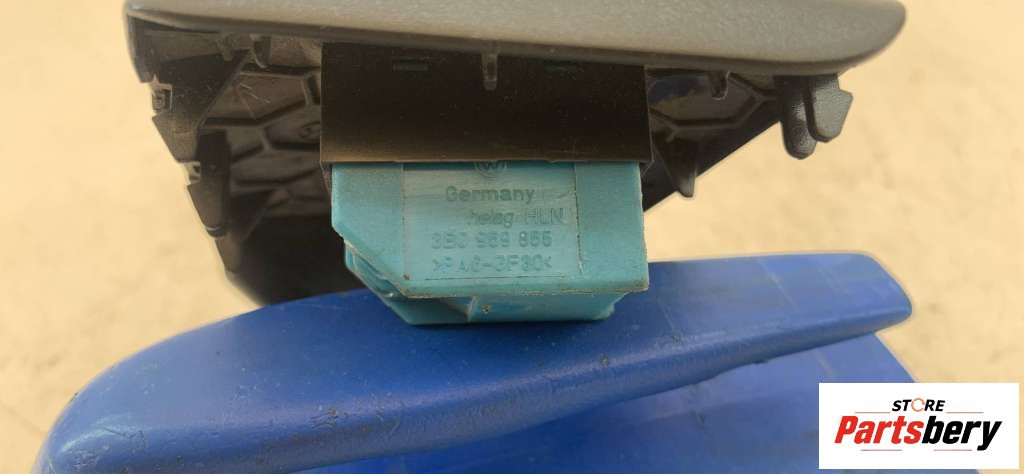 Germany
helag HLN
3B0 959 855
>PA6-GF30<
STORE
Partsbery